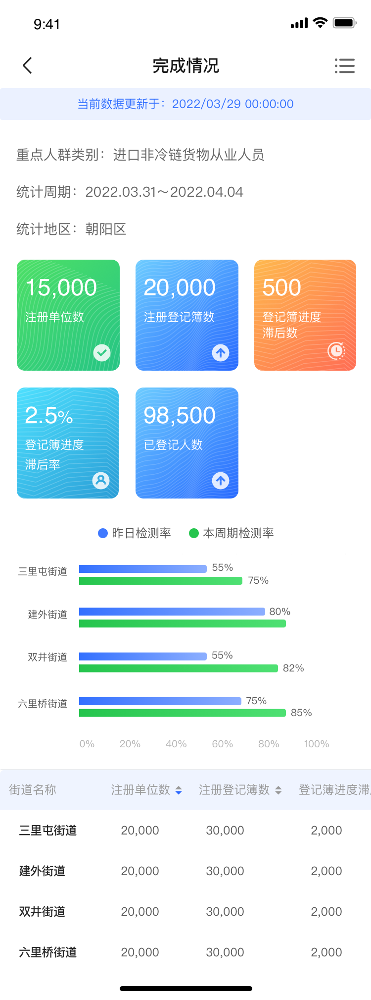 9:41
完成情况
当前数据更新于：2022/03/29 00:00:00
重点人群类别：进口非冷链货物从业人员
统计周期：2022.03.31～2022.04.04
统计地区：朝阳区
15,000
注册单位数
20,000
注册登记簿数
500
登记簿进度
滞后数
2.5%
登记簿进度
滞后率
98,500
已登记人数
昨日检测率 本周期检测率
三里屯街道 55%
75%
建外街道 80%
双井街道 55%
82%
六里桥街道 75%
85%
0% 20% 40% 60% 80% 100%
街道名称 注册单位数 注册登记簿数 登记簿进度滞
三里屯街道 20,000 30,000 2,000
建外街道 20,000 30,000 2,000
双井街道 20,000 30,000 2,000
六里桥街道 20,000 30,000 2,000